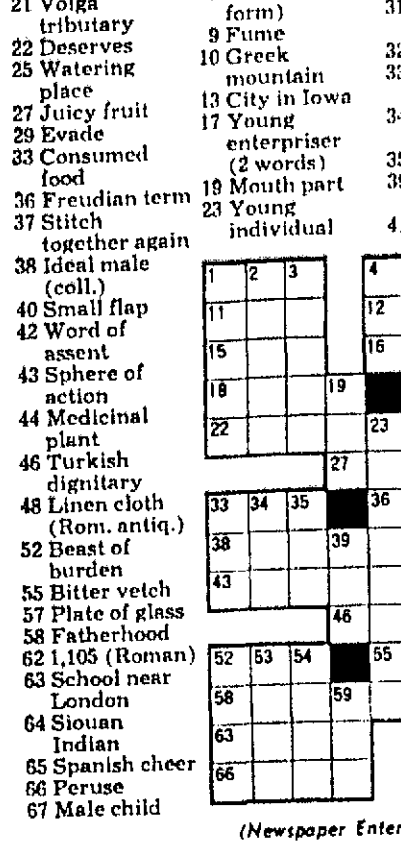 21 Volga
tributary
22 Deserves
25 Watering
place
27 Juicy fruit
29 Evade
33 Consumed
food
36 Freudian term
37 Stitch
together again
38 Ideal male
(coll.)
40 Small flap
42 Word of
assent
43 Sphere of
action
44 Medicinal
plant
46 Turkish
dignitary
48 Linen cloth
(Rom. antiq.)
52 Beast of
burden
55 Bitter vetch
57 Plate of glass
58 Fatherhood
62 1,105 (Roman)
63 School near
London
64 Siouan
Indian
65 Spanish cheer
66 Peruse
67 Male child
form)
9 Fume
10 Greek
mountain
13 City in Iowa
17 Young
enterpriser
(2 words)
19 Mouth part
23 Young
individual
1 2 3 4
11 12
15 16
18 19
22 23
27
33 34 35 36
38 39
43
46
52 53 54 55
58 59
63
66
(Newspaper Enter